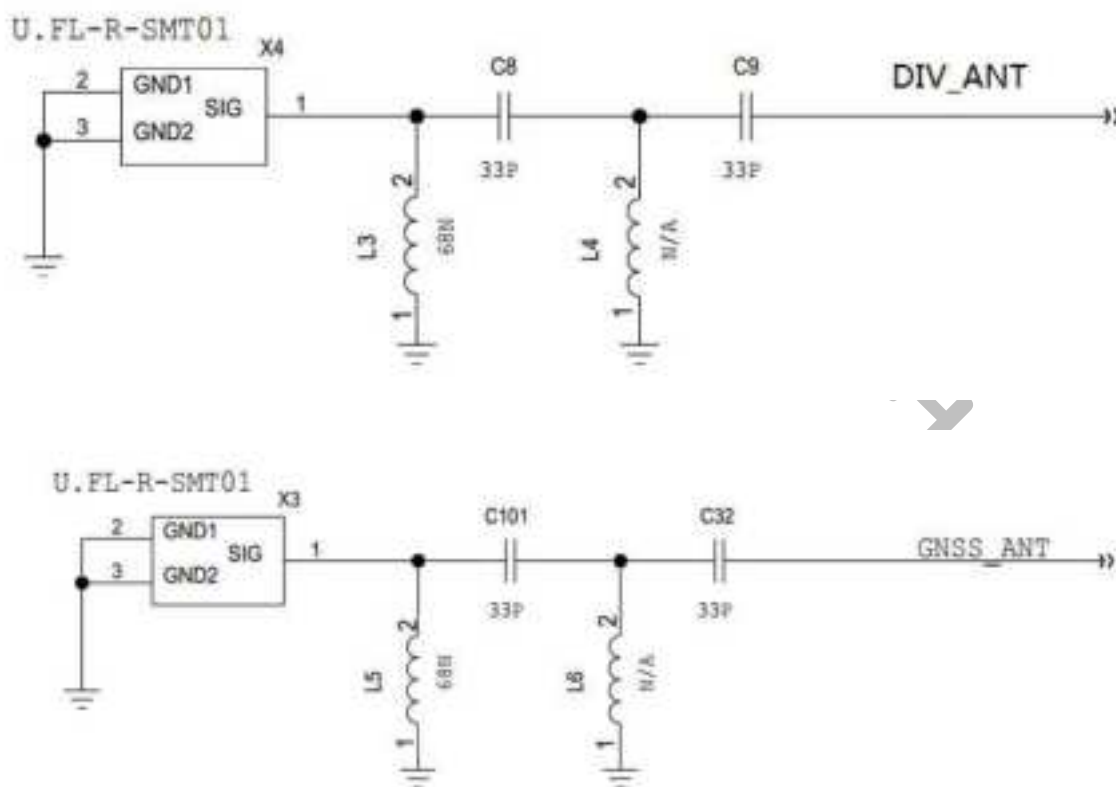 U.FL-R-SMT01
X4
C8
C9
DIV_ANT
2
GND1
SIG
1
3
GND2
33P
33P
2
2
L3
68N
L4
N/A
1
1
U.FL-R-SMT01
X3
C101
C32
2
GND1
SIG
1
GNSS_ANT
3
GND2
33P
33P
2
2
L5
68N
L6
N/A
1
1